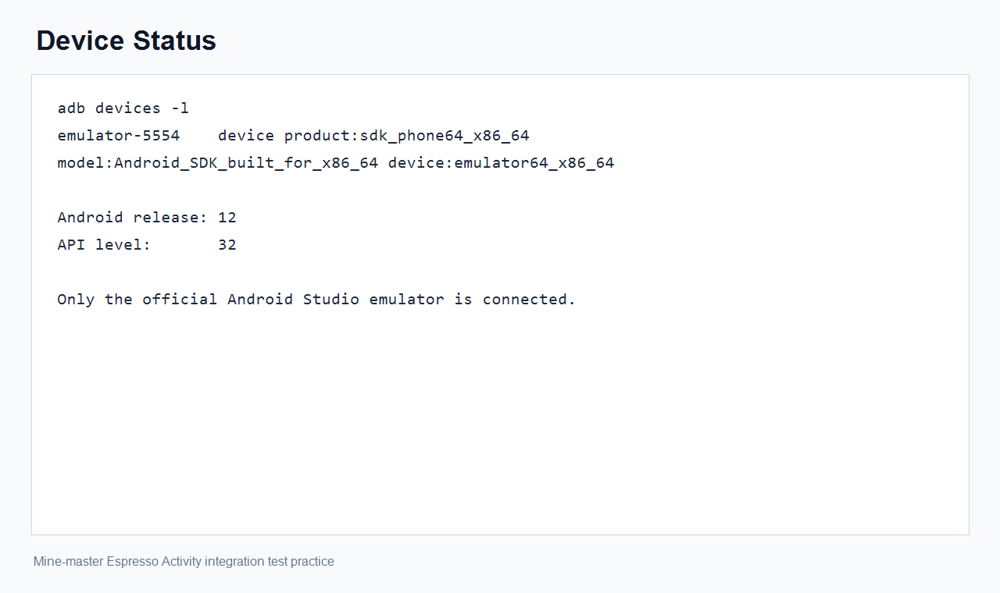 Device Status
adb devices -l
emulator-5554    device product:sdk_phone64_x86_64
model:Android_SDK_built_for_x86_64 device:emulator64_x86_64
Android release: 12
API level:       32
Only the official Android Studio emulator is connected.
Mine-master Espresso Activity integration test practice